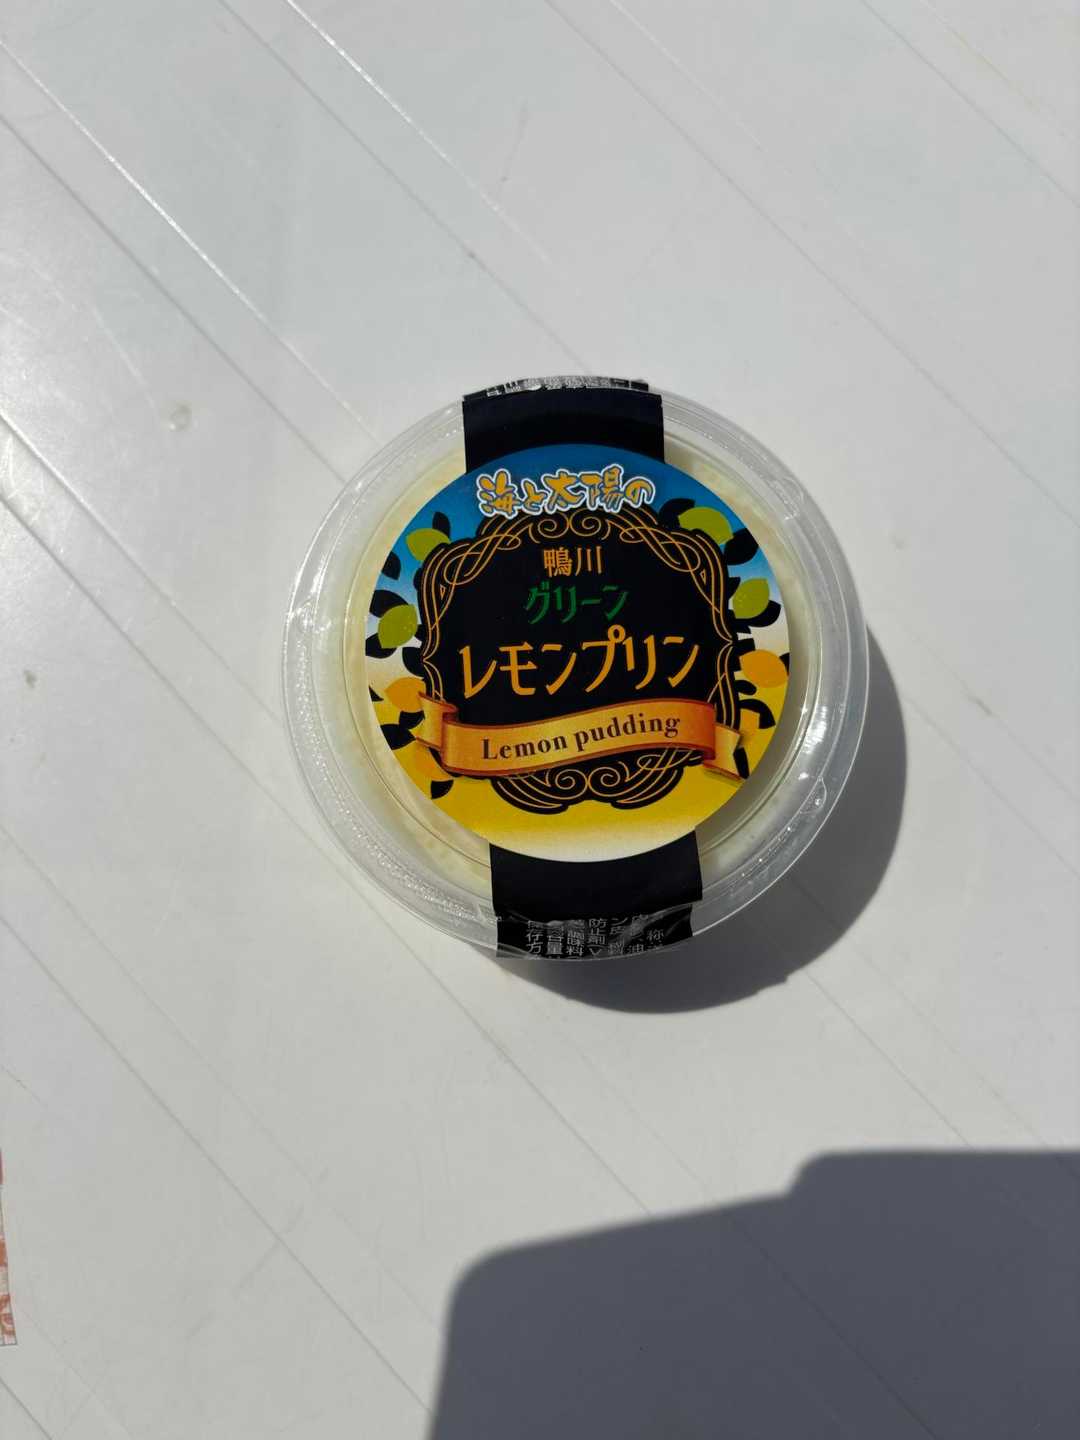 海と太陽の
鴨川
グリーン
レモンプリン
Lemon pudding